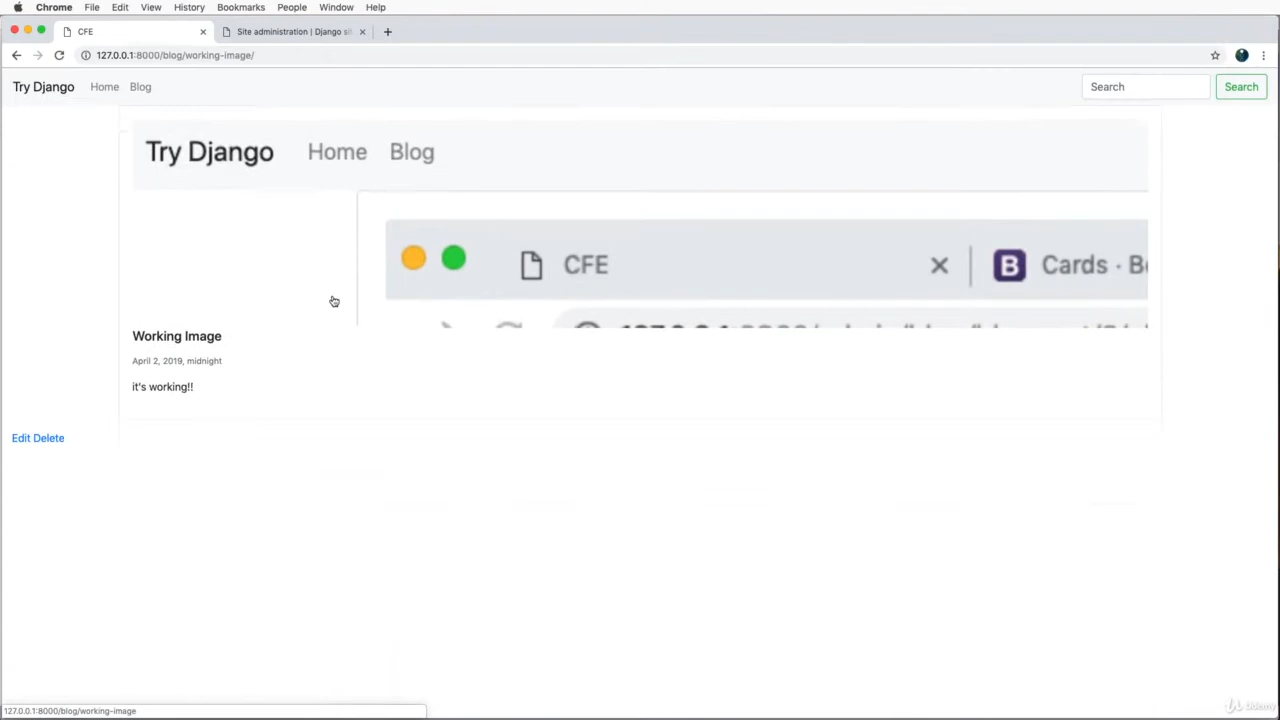 Chrome File Edit View History Bookmarks People Window Help
CFE
Site administration | Django si
127.0.0.1:8000/blog/working-image/
Try Django Home Blog Search Search
Try Django Home Blog
CFE B Cards · B
Working Image
April 2, 2019, midnight
it's working!!
Edit Delete
127.0.0.1:8000/blog/working-image
Udemy